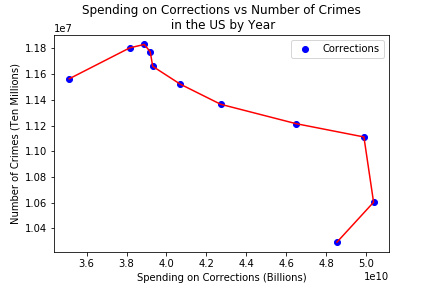 Spending on Corrections vs Number of Crimes
in the US by Year
1e7
Corrections
1.18
1.16
1.14
1.12
1.10
1.08
1.06
1.04
Number of Crimes (Ten Millions)
3.6 3.8 4.0 4.2 4.4 4.6 4.8 5.0
1e10
Spending on Corrections (Billions)